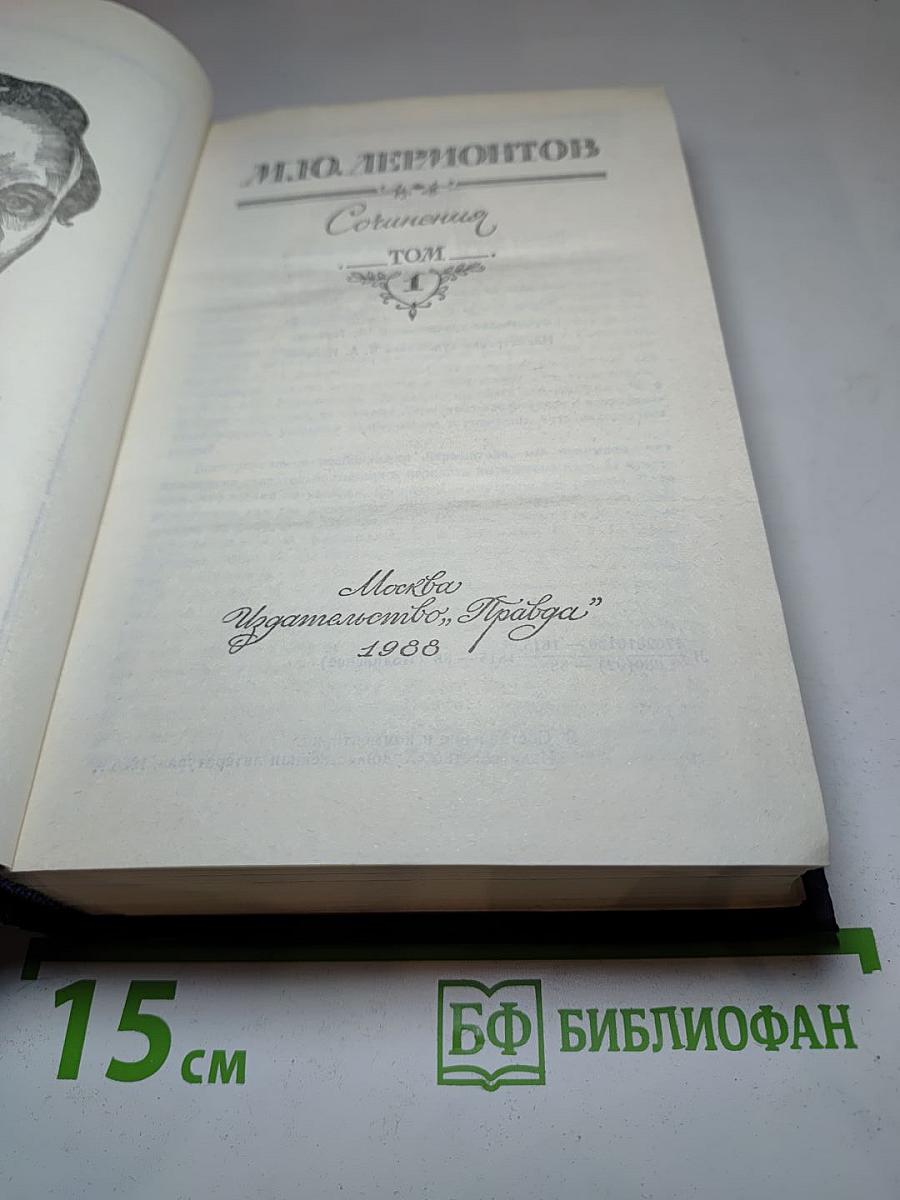 М.Ю. ЛЕРМОНТОВ
Сочинения
ТОМ
1
Москва
Издательство „Правда”
1988
15 см
БФ БИБЛИОФАН